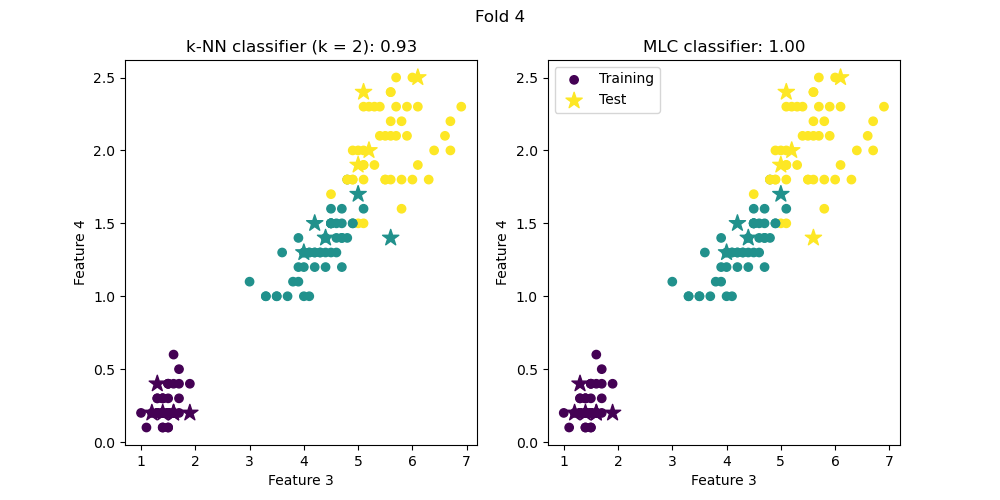 Fold 4
k-NN classifier (k = 2): 0.93
2.5
2.0
1.5
1.0
0.5
0.0
Feature 4
1 2 3 4 5 6 7
Feature 3
MLC classifier: 1.00
Training
Test
2.5
2.0
1.5
1.0
0.5
0.0
Feature 4
1 2 3 4 5 6 7
Feature 3